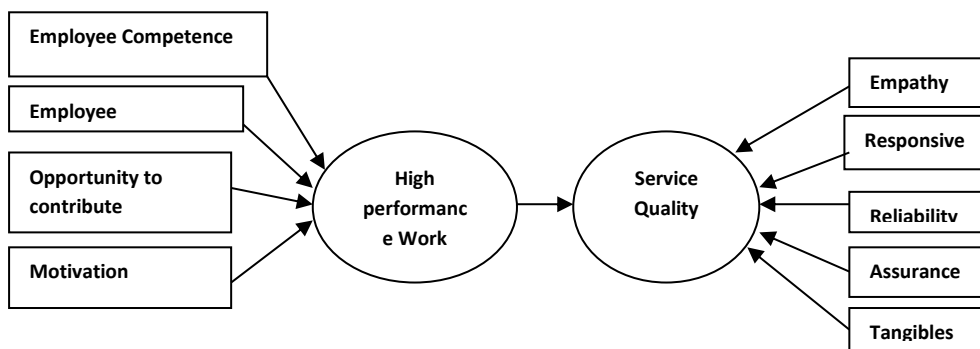 Employee Competence
Employee
Opportunity to
contribute
Motivation
High
performanc
e Work
Service
Quality
Empathy
Responsive
Reliability
Assurance
Tangibles